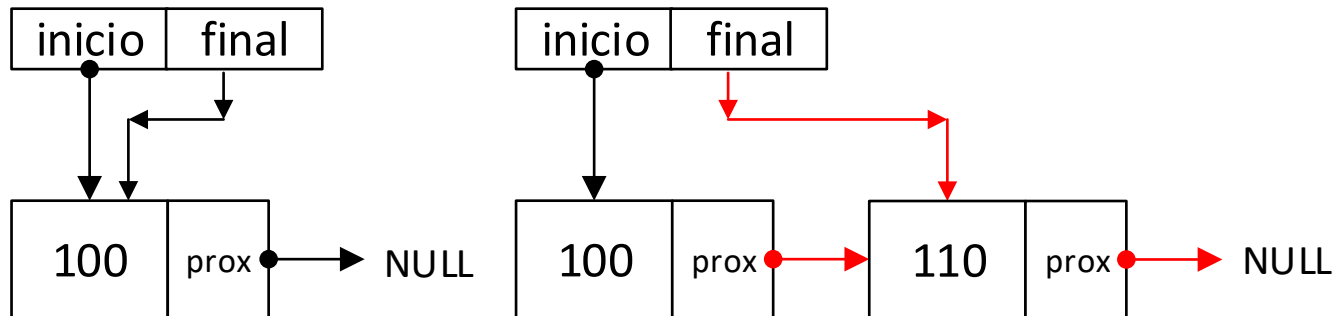 inicio final
100 prox NULL
inicio final
100 prox 110 prox NULL